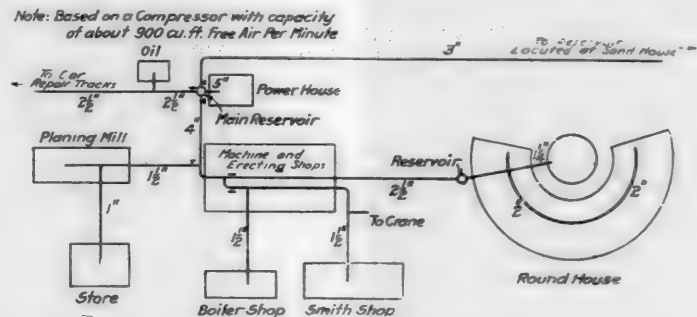 Note: Based on a Compressor with capacity
of about 900 cu.ft. Free Air Per Minute
Oil
3"
To Reservoir
Located at Sand House
To Car
Repair Tracks
2½"
2½"
5"
Power House
Main Reservoir
4"
Planing Mill
1½"
Machine and
Erecting Shops
Reservoir
2½"
1½"
1"
2"
1½"
1½"
To Crane
Round House
Store
Boiler Shop
Smith Shop